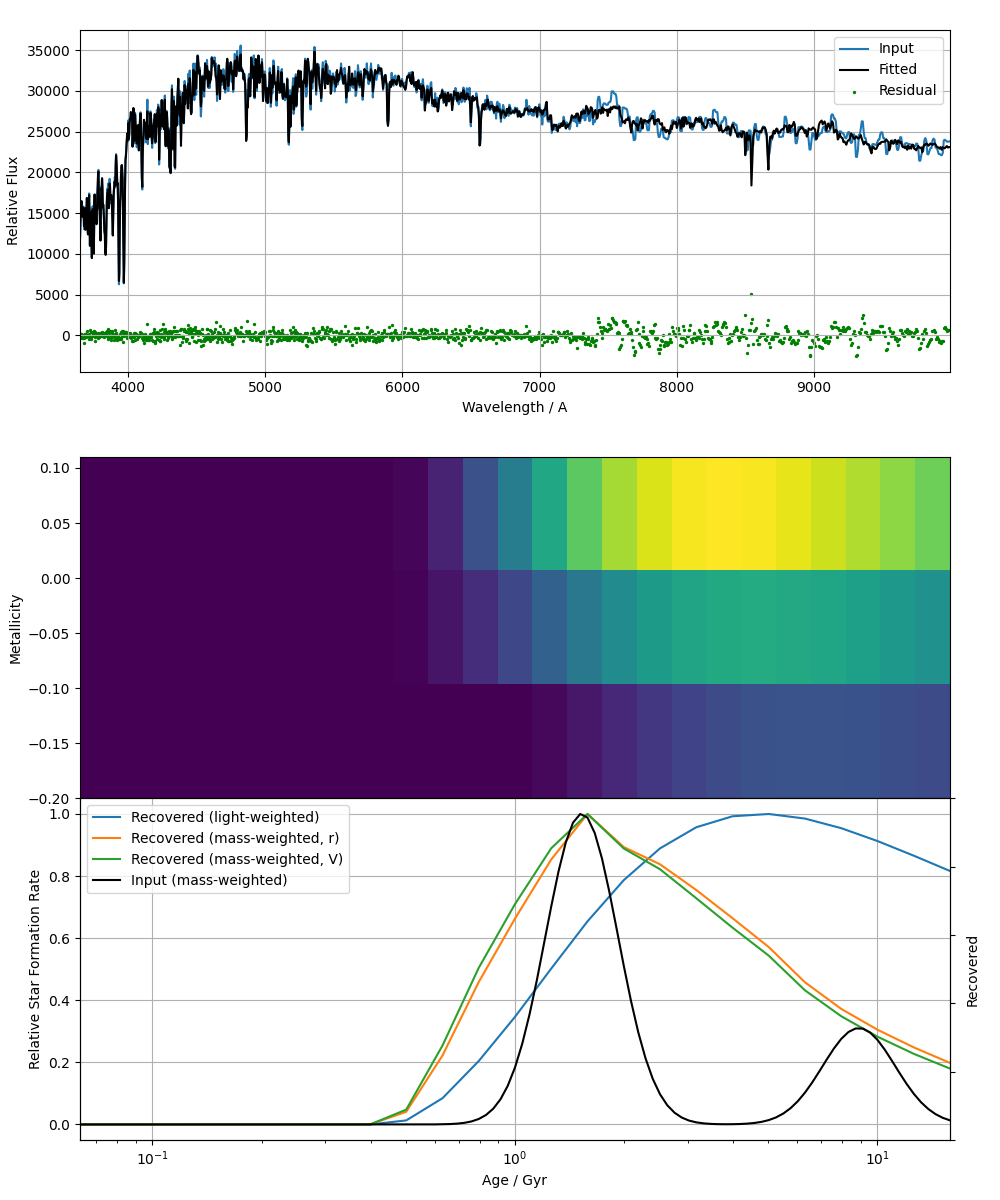 35000
30000
25000
20000
15000
10000
5000
0
Relative Flux
Input
Fitted
Residual
4000
5000
6000
7000
8000
9000
Wavelength / A
0.10
0.05
0.00
−0.05
−0.10
−0.15
−0.20
Metallicity
1.0
0.8
0.6
0.4
0.2
0.0
Relative Star Formation Rate
Recovered (light-weighted)
Recovered (mass-weighted, r)
Recovered (mass-weighted, V)
Input (mass-weighted)
Recovered
10⁻¹
10⁰
10¹
Age / Gyr